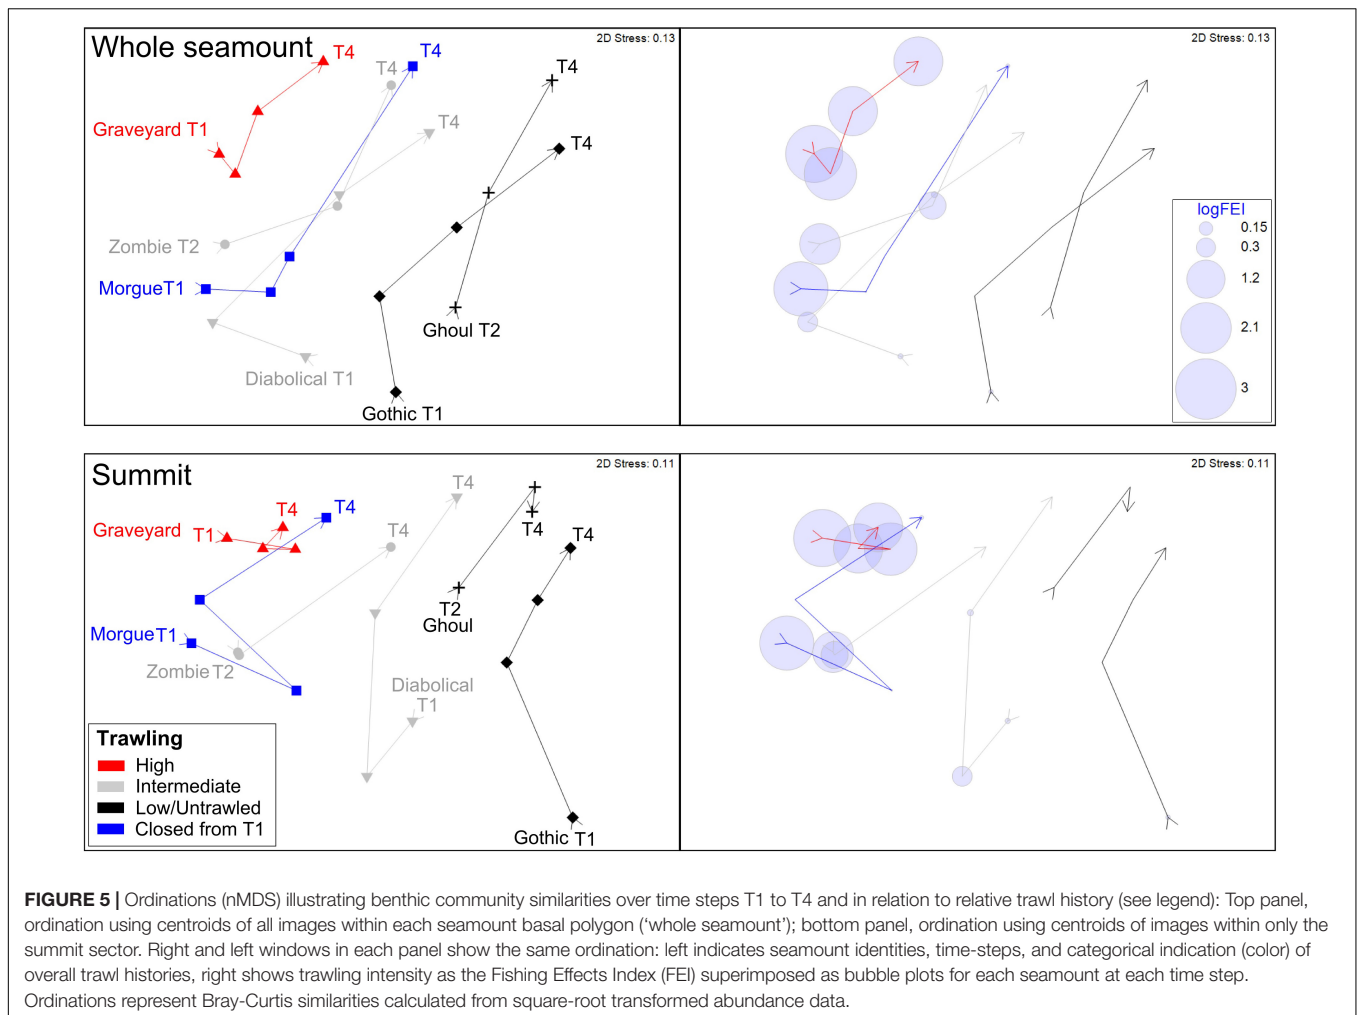 Whole seamount
2D Stress: 0.13
T4
T4
T4
T4
T4
T4
Graveyard T1
Zombie T2
MorgueT1
Ghoul T2
Diabolical T1
Gothic T1
2D Stress: 0.13
logFEI
0.15
0.3
1.2
2.1
3
Summit
2D Stress: 0.11
T4
T4
T4
T4
T4
T4
Graveyard T1
T2
Ghoul
MorgueT1
Zombie T2
Diabolical
T1
Gothic T1
Trawling
High
Intermediate
Low/Untrawled
Closed from T1
2D Stress: 0.11
FIGURE 5 | Ordinations (nMDS) illustrating benthic community similarities over time steps T1 to T4 and in relation to relative trawl history (see legend): Top panel,
ordination using centroids of all images within each seamount basal polygon (‘whole seamount’); bottom panel, ordination using centroids of images within only the
summit sector. Right and left windows in each panel show the same ordination: left indicates seamount identities, time-steps, and categorical indication (color) of
overall trawl histories, right shows trawling intensity as the Fishing Effects Index (FEI) superimposed as bubble plots for each seamount at each time step.
Ordinations represent Bray-Curtis similarities calculated from square-root transformed abundance data.